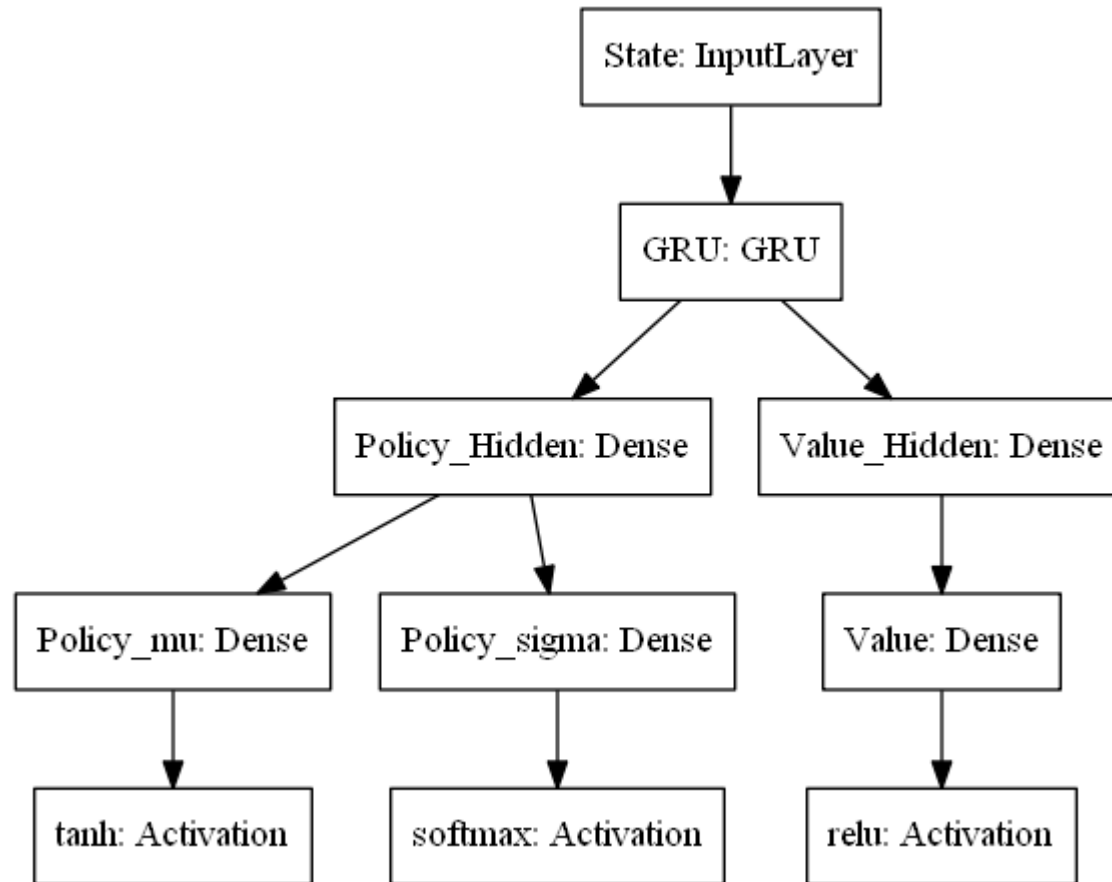 State: InputLayer
GRU: GRU
Policy_Hidden: Dense
Value_Hidden: Dense
Policy_mu: Dense
Policy_sigma: Dense
Value: Dense
tanh: Activation
softmax: Activation
relu: Activation